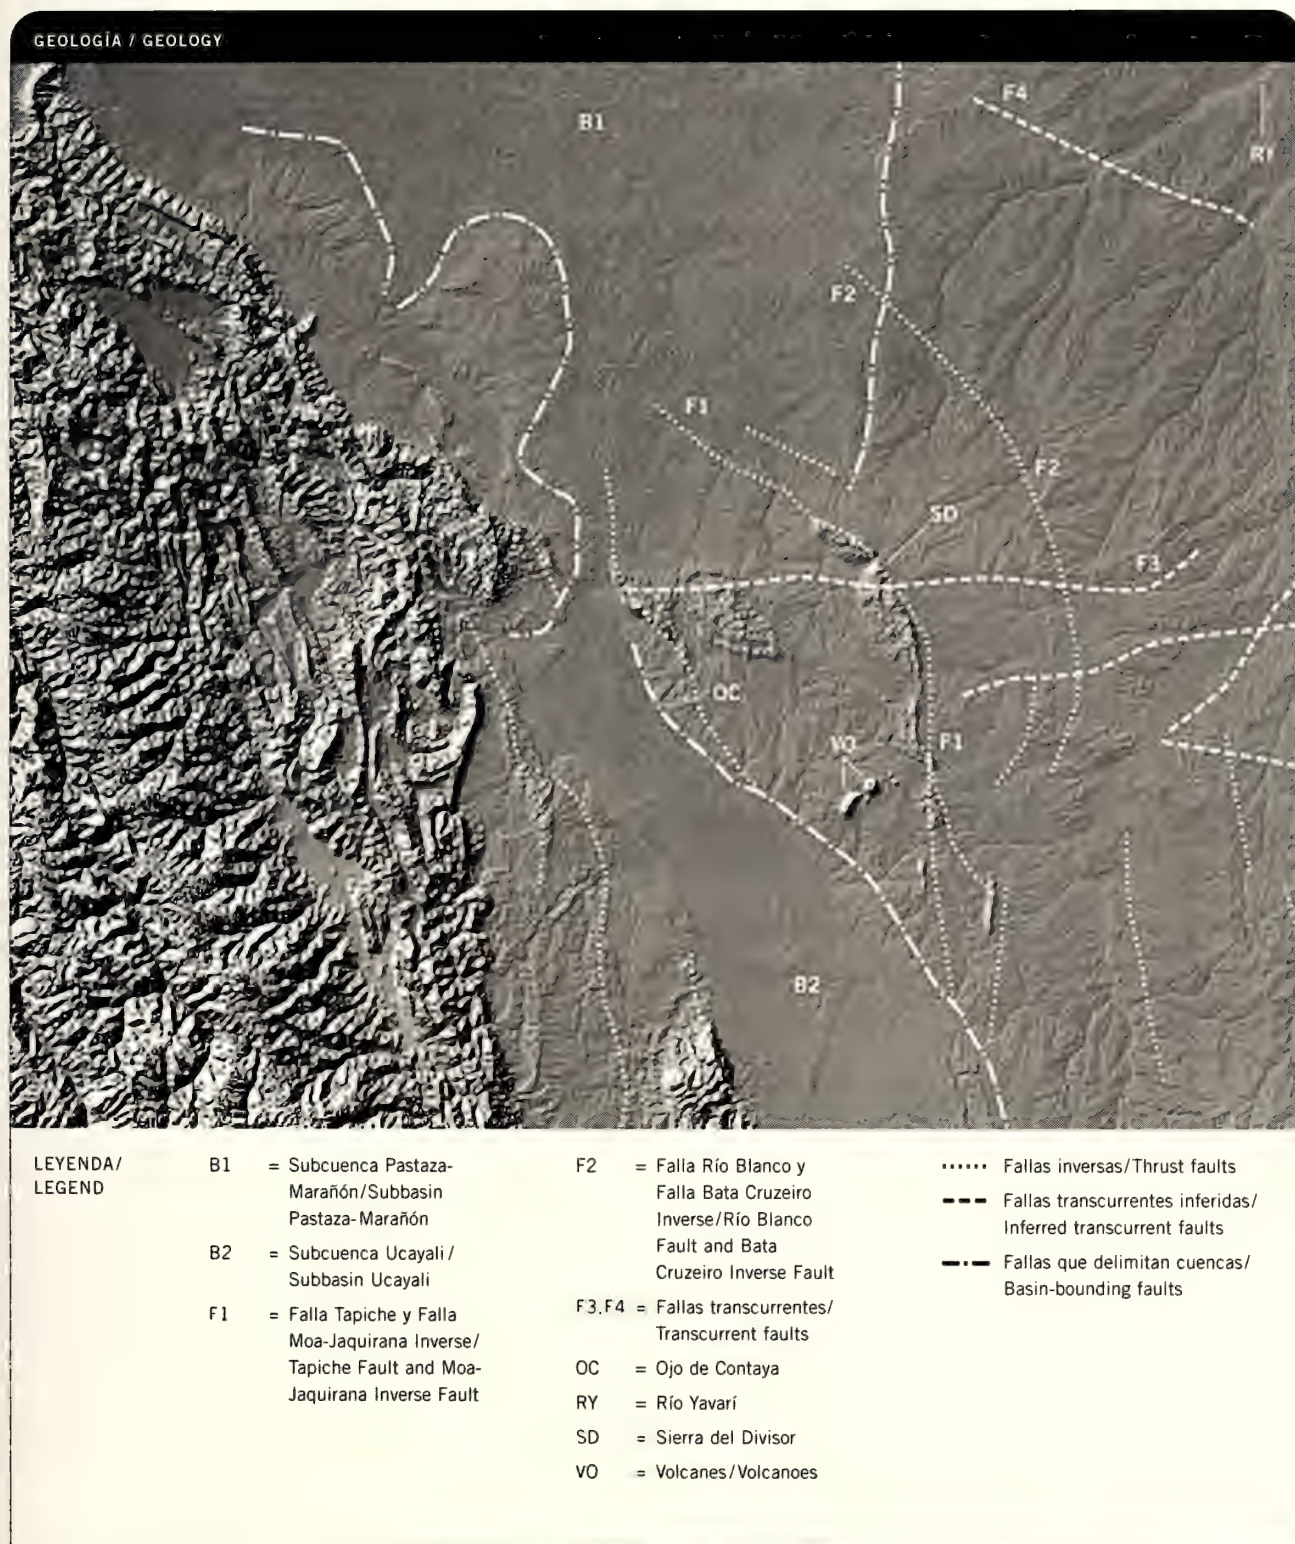 GEOLOGÍA / GEOLOGY
B1
F4
RY
F2
F1
F2
SD
F3
OC
VO
F1
B2
LEYENDA/
LEGEND
B1 = Subcuenca Pastaza-
Marañón/Subbasin
Pastaza-Marañón
B2 = Subcuenca Ucayali/
Subbasin Ucayali
F1 = Falla Tapiche y Falla
Moa-Jaquirana Inverse/
Tapiche Fault and Moa-
Jaquirana Inverse Fault
F2 = Falla Río Blanco y
Falla Bata Cruzeiro
Inverse/Río Blanco
Fault and Bata
Cruzeiro Inverse Fault
F3,F4 = Fallas transcurrentes/
Transcurrent faults
OC = Ojo de Contaya
RY = Río Yavarí
SD = Sierra del Divisor
VO = Volcanes/Volcanoes
Fallas inversas/Thrust faults
Fallas transcurrentes inferidas/
Inferred transcurrent faults
Fallas que delimitan cuencas/
Basin-bounding faults